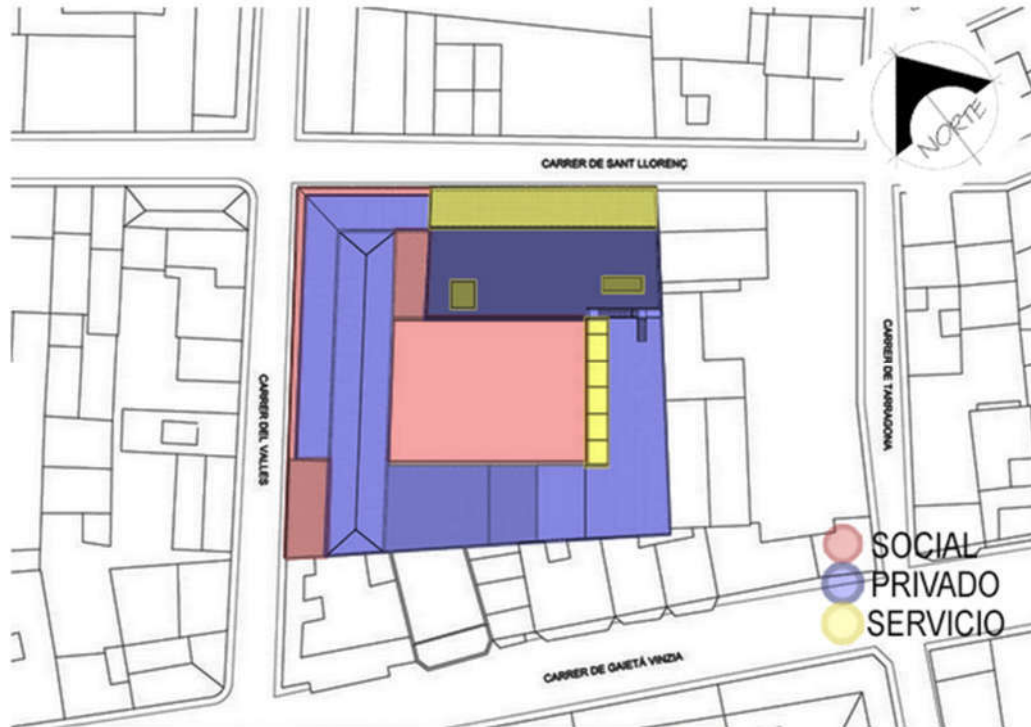 NORTE
CARRER DE SANT LLORENÇ
CARRER DEL VALLES
CARRER DE TARRAGONA
SOCIAL
PRIVADO
SERVICIO
CARRER DE GAIETÀ VINZIA